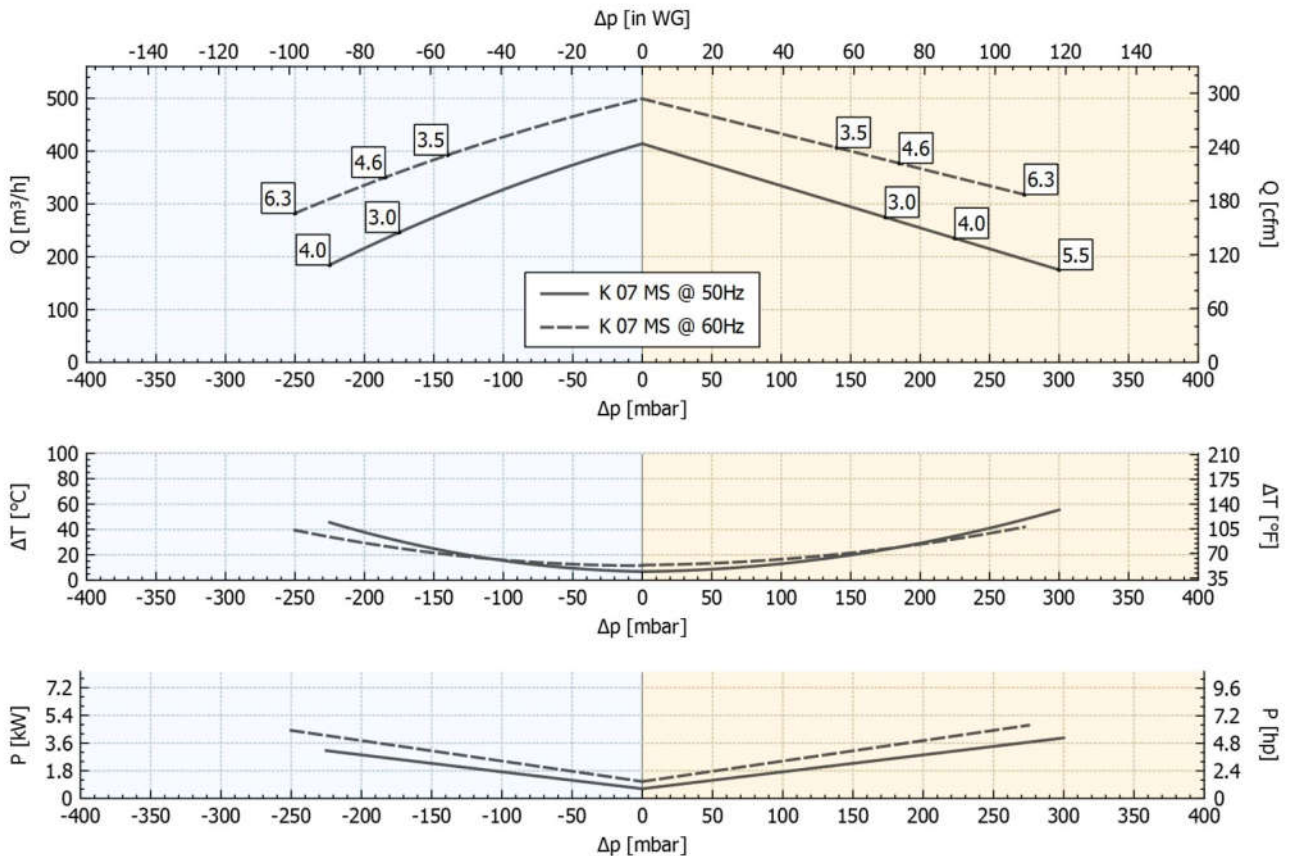 Δp [in WG]
-140 -120 -100 -80 -60 -40 -20 0 20 40 60 80 100 120 140
Q [m³/h]
500
400
300
200
100
0
300
240
180
120
60
0
Q [cfm]
6.3
4.6
3.5
4.0
3.0
3.5
4.6
6.3
3.0
4.0
5.5
K 07 MS @ 50Hz
K 07 MS @ 60Hz
-400 -350 -300 -250 -200 -150 -100 -50 0 50 100 150 200 250 300 350 400
Δp [mbar]
ΔT [°C]
100
80
60
40
20
0
210
175
140
105
70
35
ΔT [°F]
-400 -350 -300 -250 -200 -150 -100 -50 0 50 100 150 200 250 300 350 400
Δp [mbar]
P [kW]
7.2
5.4
3.6
1.8
0
9.6
7.2
4.8
2.4
0
P [hp]
-400 -350 -300 -250 -200 -150 -100 -50 0 50 100 150 200 250 300 350 400
Δp [mbar]